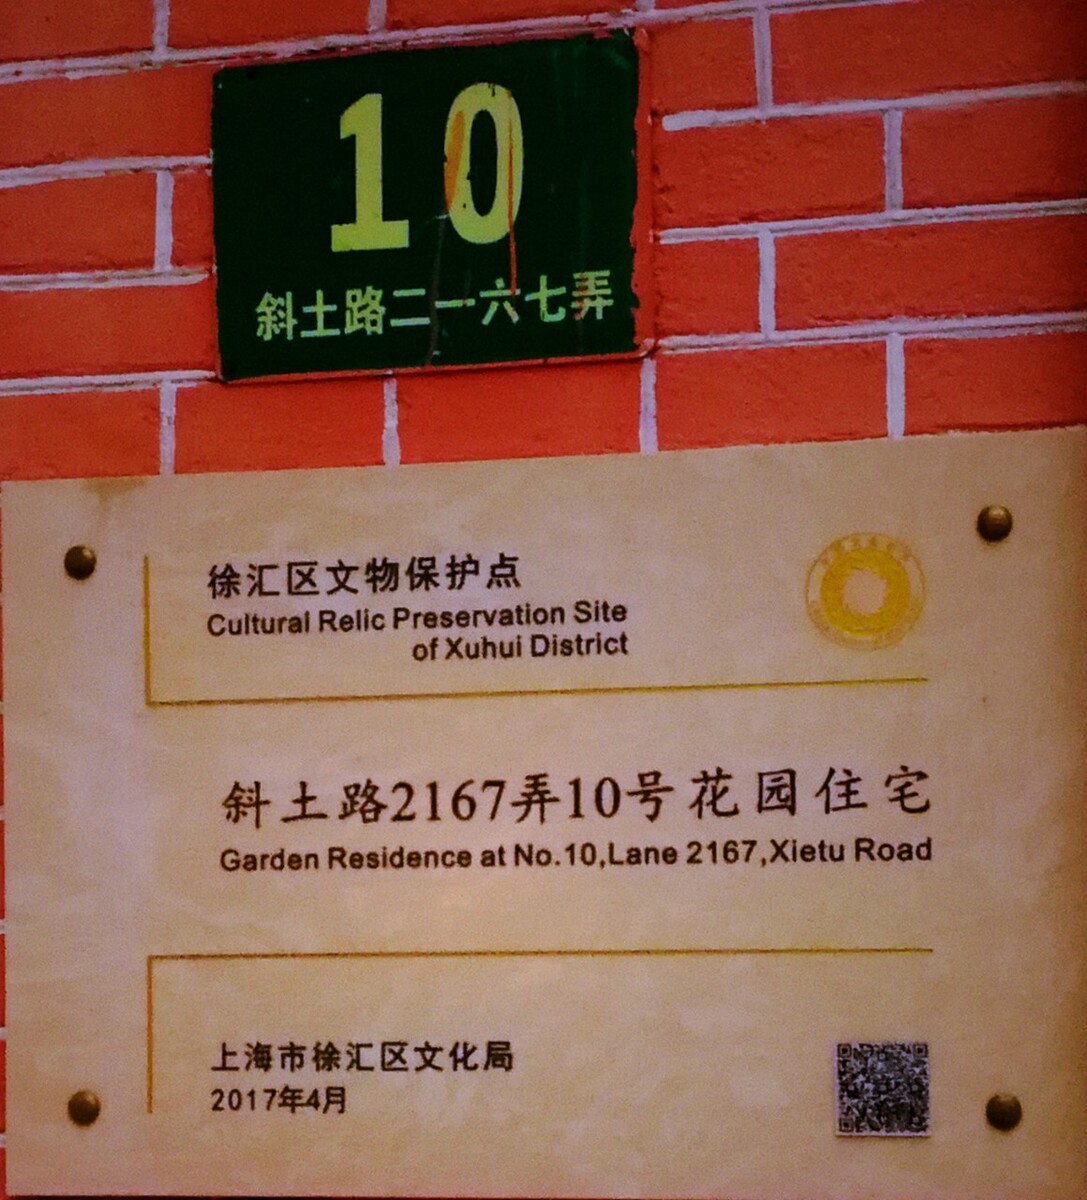 10
斜土路二一六七弄
徐汇区文物保护点
Cultural Relic Preservation Site
of Xuhui District
斜土路2167弄10号花园住宅
Garden Residence at No.10,Lane 2167,Xietu Road
上海市徐汇区文化局
2017年4月